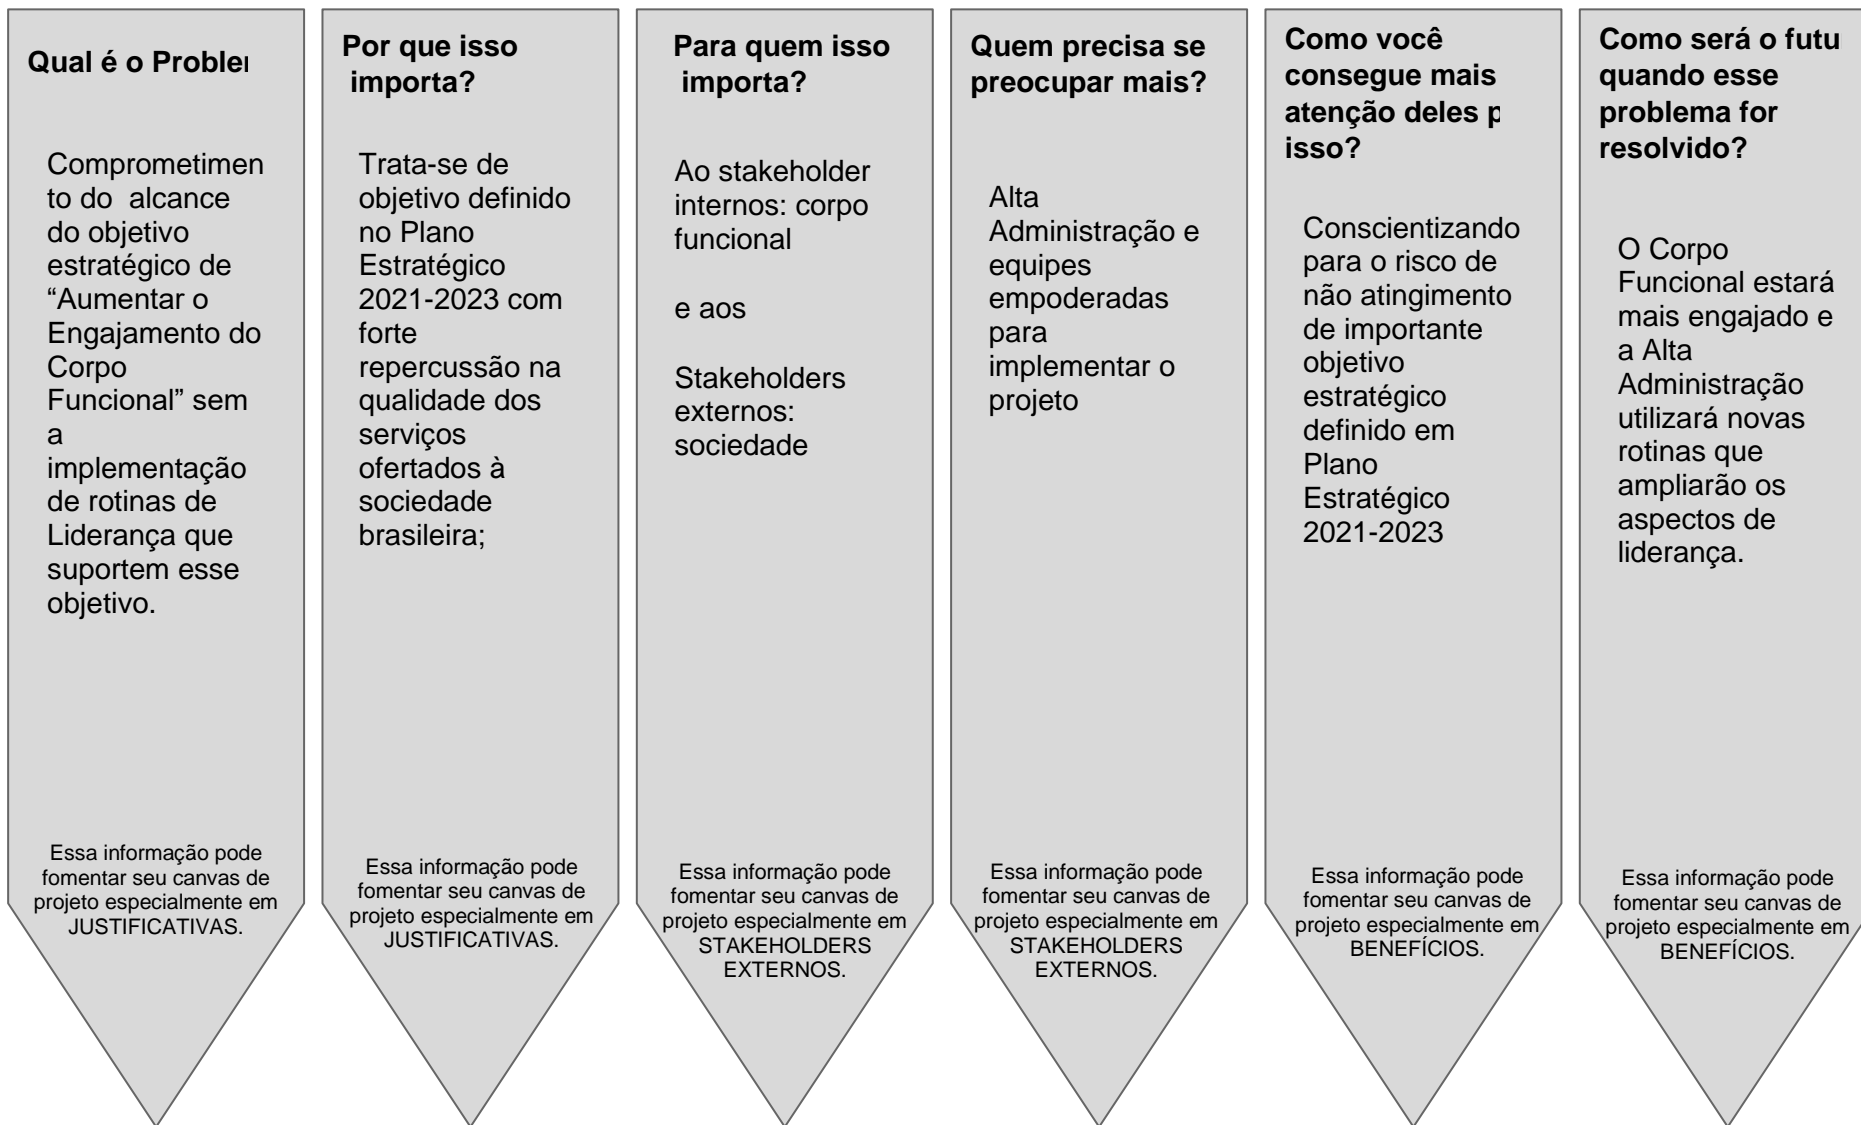 Qual é o Probler
Comprometimen
to do  alcance
do objetivo
estratégico de
“Aumentar o
Engajamento do
Corpo
Funcional” sem
a
implementação
de rotinas de
Liderança que
suportem esse
objetivo.
Essa informação pode
fomentar seu canvas de
projeto especialmente em
JUSTIFICATIVAS.
Por que isso
importa?
Trata-se de
objetivo definido
no Plano
Estratégico
2021-2023 com
forte
repercussão na
qualidade dos
serviços
ofertados à
sociedade
brasileira;
Essa informação pode
fomentar seu canvas de
projeto especialmente em
JUSTIFICATIVAS.
Para quem isso
importa?
Ao stakeholder
internos: corpo
funcional
e aos
Stakeholders
externos:
sociedade
Essa informação pode
fomentar seu canvas de
projeto especialmente em
STAKEHOLDERS
EXTERNOS.
Quem precisa se
preocupar mais?
Alta
Administração e
equipes
empoderadas
para
implementar o
projeto
Essa informação pode
fomentar seu canvas de
projeto especialmente em
STAKEHOLDERS
EXTERNOS.
Como você
consegue mais
atenção deles p
isso?
Conscientizando
para o risco de
não atingimento
de importante
objetivo
estratégico
definido em
Plano
Estratégico
2021-2023
Essa informação pode
fomentar seu canvas de
projeto especialmente em
BENEFÍCIOS.
Como será o futu
quando esse
problema for
resolvido?
O Corpo
Funcional estará
mais engajado e
a Alta
Administração
utilizará novas
rotinas que
ampliarão os
aspectos de
liderança.
Essa informação pode
fomentar seu canvas de
projeto especialmente em
BENEFÍCIOS.